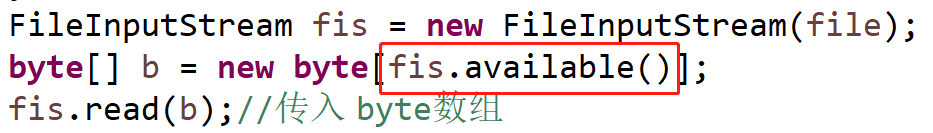 FileInputStream fis = new FileInputStream(file);
byte[] b = new byte[fis.available()];
fis.read(b);//传入 byte数组